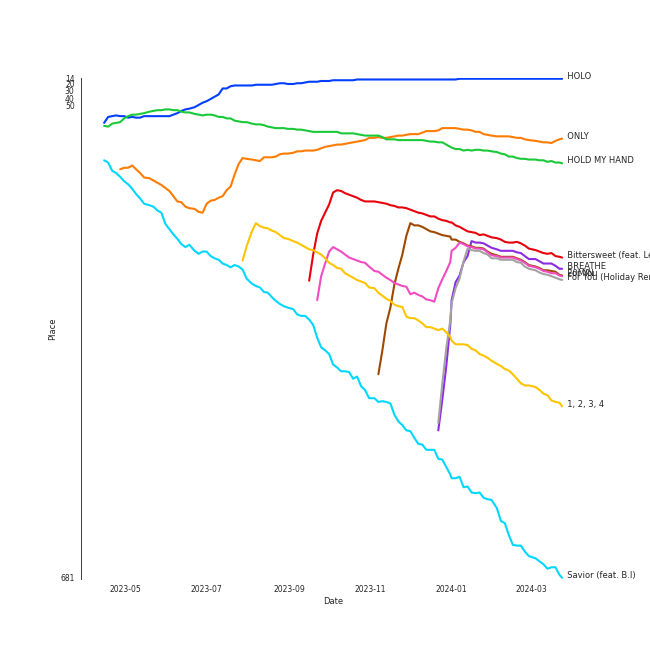 14
20
30
40
50
681
Place
2023-05
2023-07
2023-09
2023-11
2024-01
2024-03
Date
HOLO
ONLY
HOLD MY HAND
Bittersweet (feat. Le
BREATHE
For You (Holiday Rem
1, 2, 3, 4
Savior (feat. B.I)